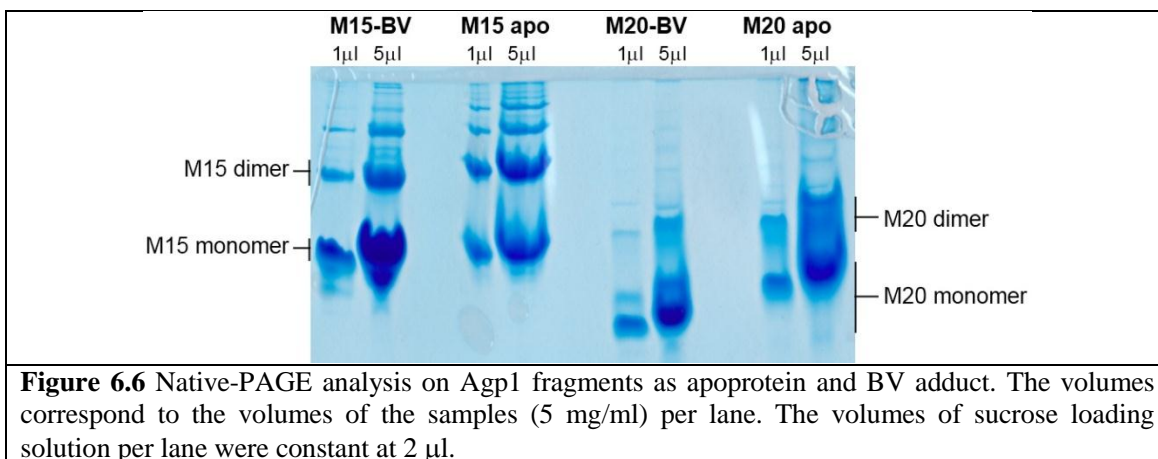 M15-BV M15 apo M20-BV M20 apo
1µl 5µl 1µl 5µl 1µl 5µl 1µl 5µl
M15 dimer
M20 dimer
M15 monomer
M20 monomer
Figure 6.6 Native-PAGE analysis on Agp1 fragments as apoprotein and BV adduct. The volumes
correspond to the volumes of the samples (5 mg/ml) per lane. The volumes of sucrose loading
solution per lane were constant at 2 µl.